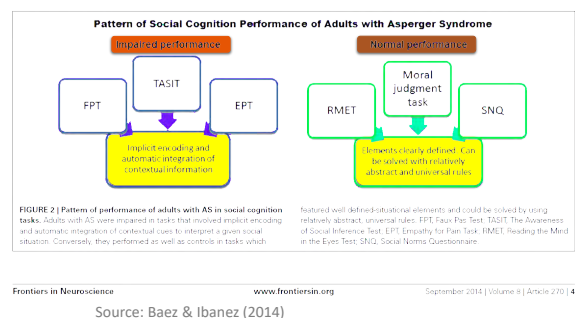 Pattern of Social Cognition Performance of Adults with Asperger Syndrome
Impaired performance
Normal performance
FPT
TASIT
EPT
Implicit encoding and
automatic integration of
contextual information
RMET
Moral
judgment
task
SNQ
Elements clearly defined. Can
be solved with relatively
abstract and universal rules
FIGURE 2 | Pattern of performance of adults with AS in social cognition
tasks. Adults with AS were impaired in tasks that involved implicit encoding
and automatic integration of contextual cues to interpret a given social
situation. Conversely, they performed as well as controls in tasks which
featured well defined-situational elements and could be solved by using
relatively abstract, universal rules. FPT, Faux Pas Test; TASIT, The Awareness
of Social Inference Test; EPT, Empathy for Pain Task; RMET, Reading the Mind
in the Eyes Test; SNQ, Social Norms Questionnaire.
Frontiers in Neuroscience
www.frontiersin.org
September 2014 | Volume 8 | Article 270 | 4
Source: Baez & Ibanez (2014)